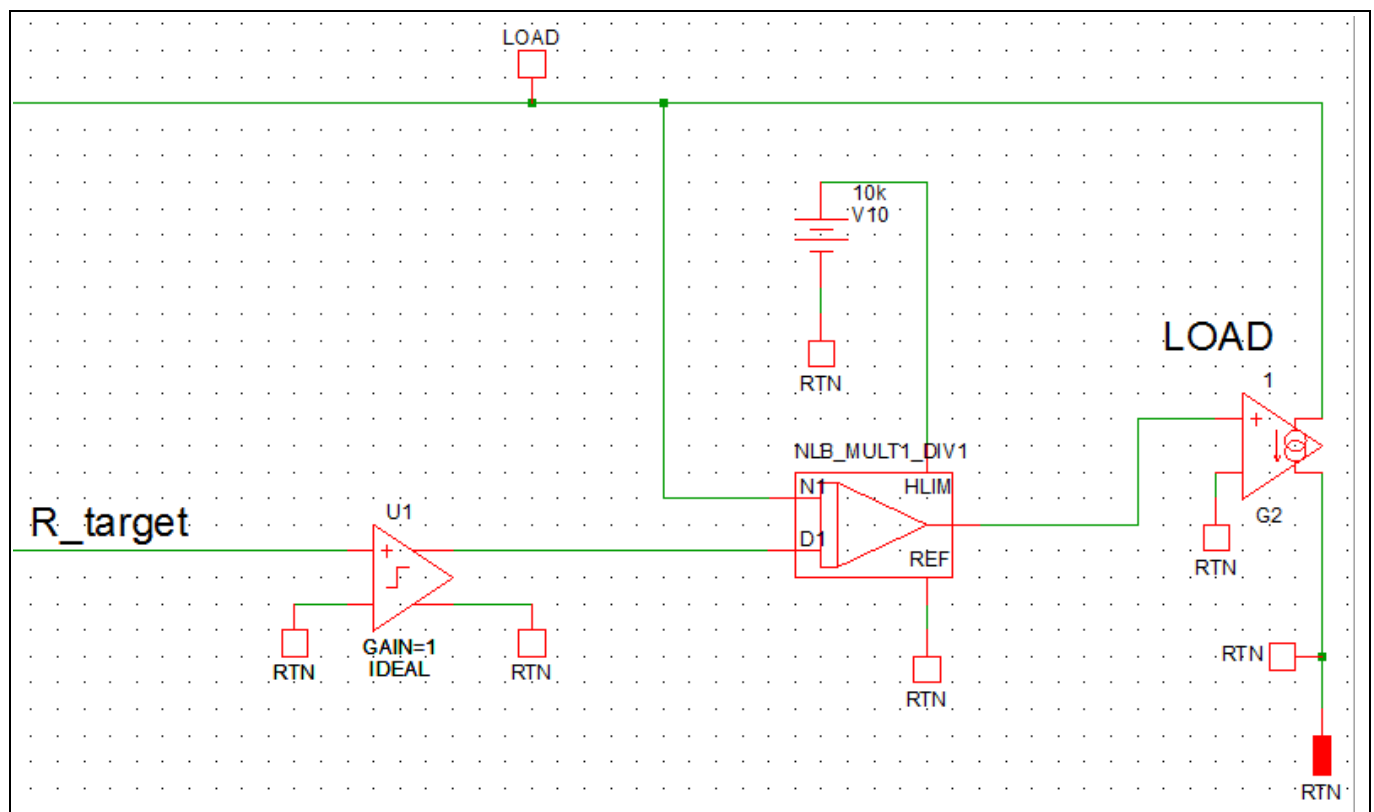 LOAD
10k
V10
RTN
LOAD
1
NLB_MULT1_DIV1
N1
HLIM
+
R_target
U1
G2
D1
+
REF
RTN
RTN
GAIN=1
IDEAL
RTN
RTN
RTN
RTN